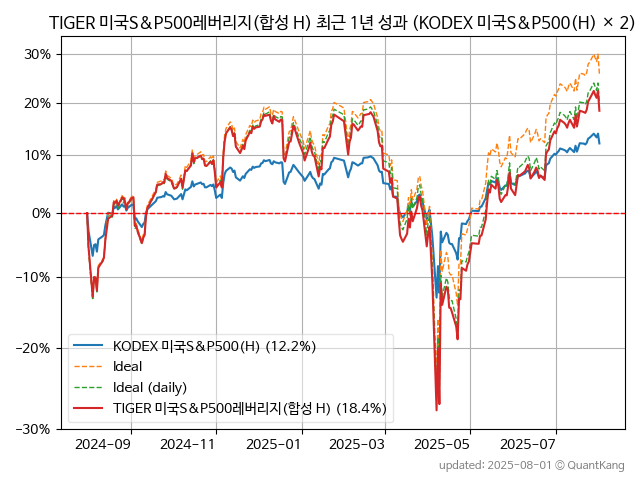 TIGER 미국S&P500레버리지(합성 H) 최근 1년 성과 (KODEX 미국S&P500(H) × 2)
30%
20%
10%
0%
−10%
−20%
−30%
KODEX 미국S&P500(H) (12.2%)
Ideal
Ideal (daily)
TIGER 미국S&P500레버리지(합성 H) (18.4%)
2024-09
2024-11
2025-01
2025-03
2025-05
2025-07
updated: 2025-08-01 © QuantKang